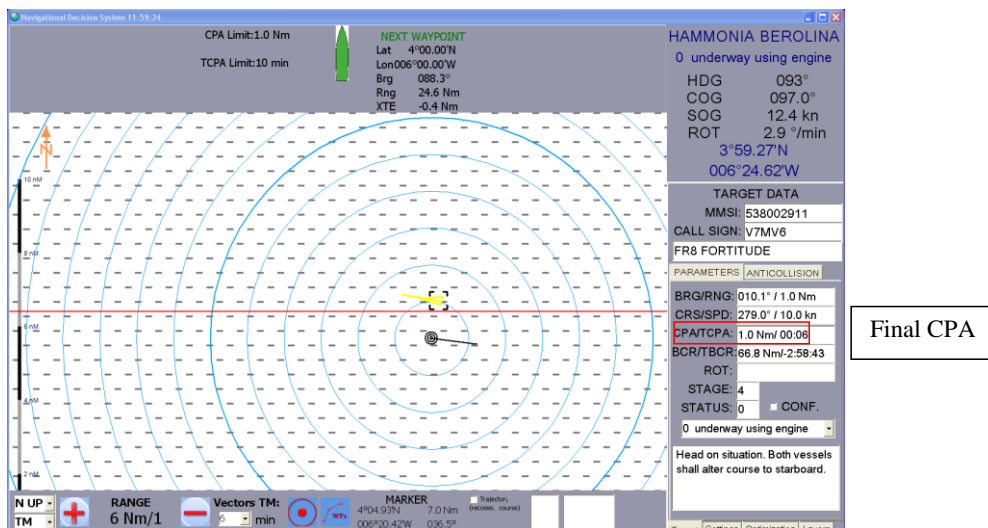 Navigational Decision System 11:59:24
CPA Limit:1.0 Nm
TCPA Limit:10 min
NEXT WAYPOINT
Lat 4°00.00'N
Lon 006°00.00'W
Brg 088.3°
Rng 24.6 Nm
XTE -0.4 Nm
HAMMONIA BEROLINA
0 underway using engine
HDG 093°
COG 097.0°
SOG 12.4 kn
ROT 2.9 °/min
3°59.27'N
006°24.62'W
TARGET DATA
MMSI: 538002911
CALL SIGN: V7MV6
FR8 FORTITUDE
PARAMETERS ANTICOLLISION
BRG/RNG: 010.1° / 1.0 Nm
CRS/SPD: 279.0° / 10.0 kn
CPA/TCPA: 1.0 Nm/ 00:06
BCR/TBCR: 66.8 Nm/-2:58:43
ROT:
STAGE: 4
STATUS: 0 CONF.
0 underway using engine
Head on situation. Both vessels
shall alter course to starboard.
Final CPA
N
10 nM
8 nM
6 nM
4 nM
2 nM
N UP
TM
RANGE
6 Nm/1
Vectors TM:
6 min
WPs
MARKER
4°04.93'N 7.0 Nm
006°20.42'W 036.5°
Trajectory
(recomm. course)
Settings Optimization Layers